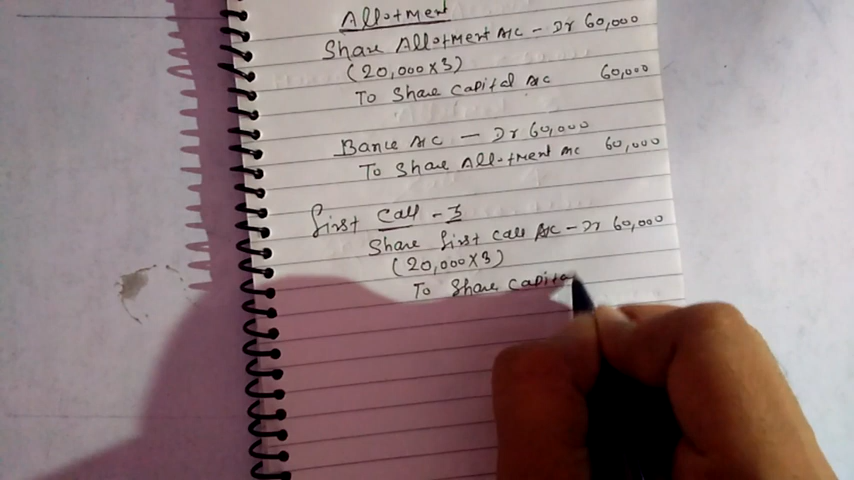 Allotment
Share Allotment A/C - Dr 60,000
(20,000 X 3)
To Share Capital A/C 60,000
Bank A/C - Dr 60,000
To Share Allotment A/C 60,000
First Call - 3
Share first call A/C - Dr 60,000
(20,000 X 3)
To Share Capita